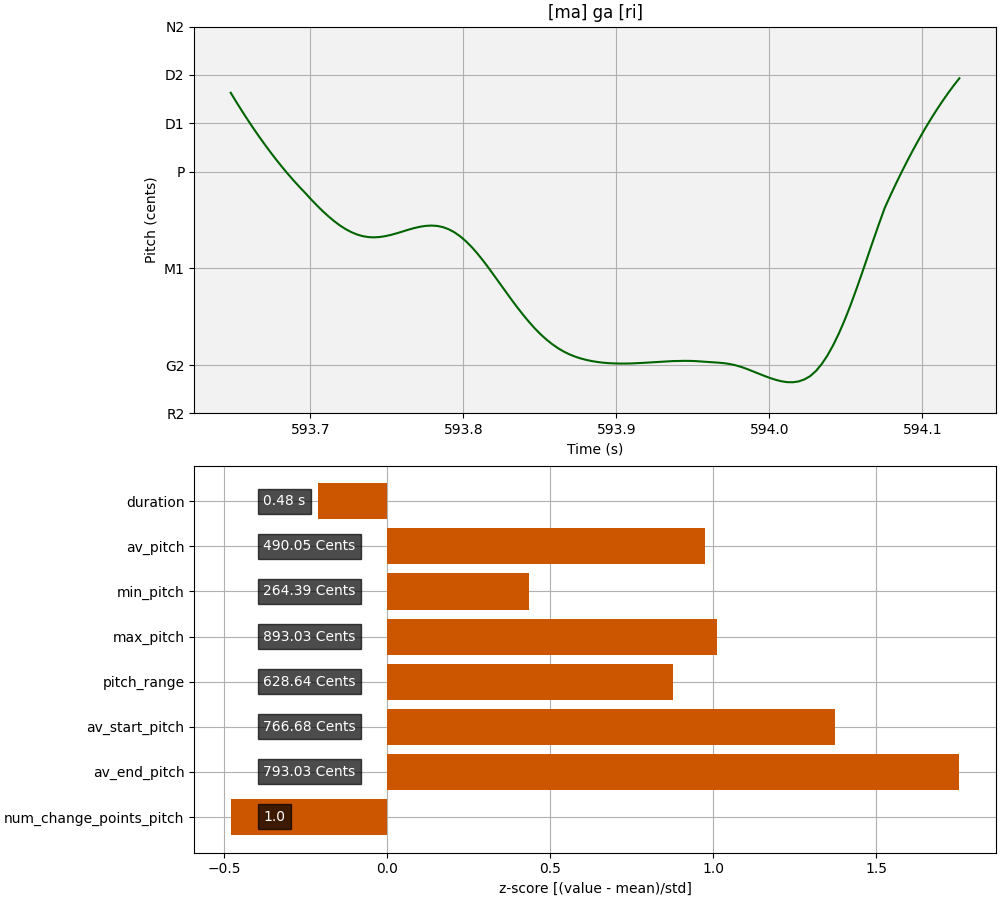 [ma] ga [ri]
N2
D2
D1
P
M1
G2
R2
Pitch (cents)
593.7 593.8 593.9 594.0 594.1
Time (s)
duration 0.48 s
av_pitch 490.05 Cents
min_pitch 264.39 Cents
max_pitch 893.03 Cents
pitch_range 628.64 Cents
av_start_pitch 766.68 Cents
av_end_pitch 793.03 Cents
num_change_points_pitch 1.0
−0.5 0.0 0.5 1.0 1.5
z-score [(value - mean)/std]